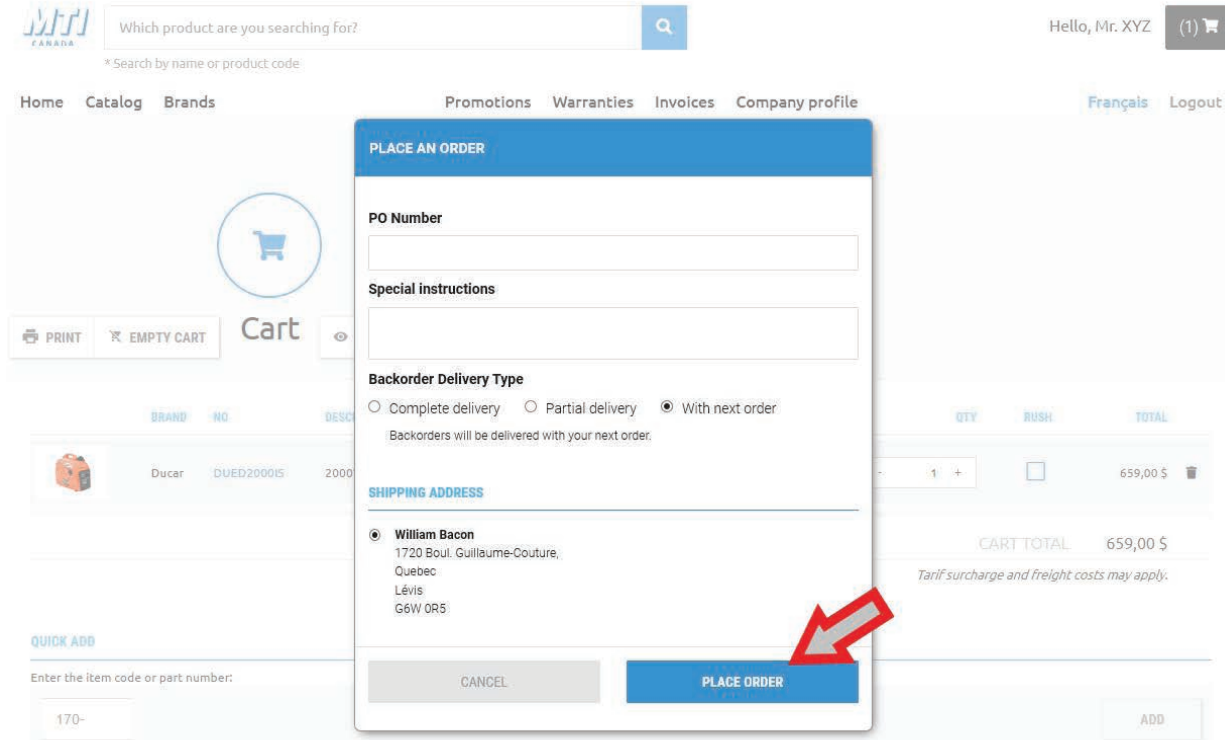 MTI
CANADA
Which product are you searching for?
Hello, Mr. XYZ
(1)
* Search by name or product code
Home Catalog Brands Promotions Warranties Invoices Company profile Français Logout
PLACE AN ORDER
PO Number
Special instructions
PRINT EMPTY CART Cart
Backorder Delivery Type
Complete delivery Partial delivery With next order
Backorders will be delivered with your next order.
BRAND NO QTY RUSH TOTAL
Ducar DUED2000IS - 1 + 659,00 $
SHIPPING ADDRESS
William Bacon
1720 Boul. Guillaume-Couture,
Quebec
Lévis
G6W 0R5
CART TOTAL 659,00 $
Tarif surcharge and freight costs may apply.
QUICK ADD
Enter the item code or part number:
CANCEL PLACE ORDER
170- ADD